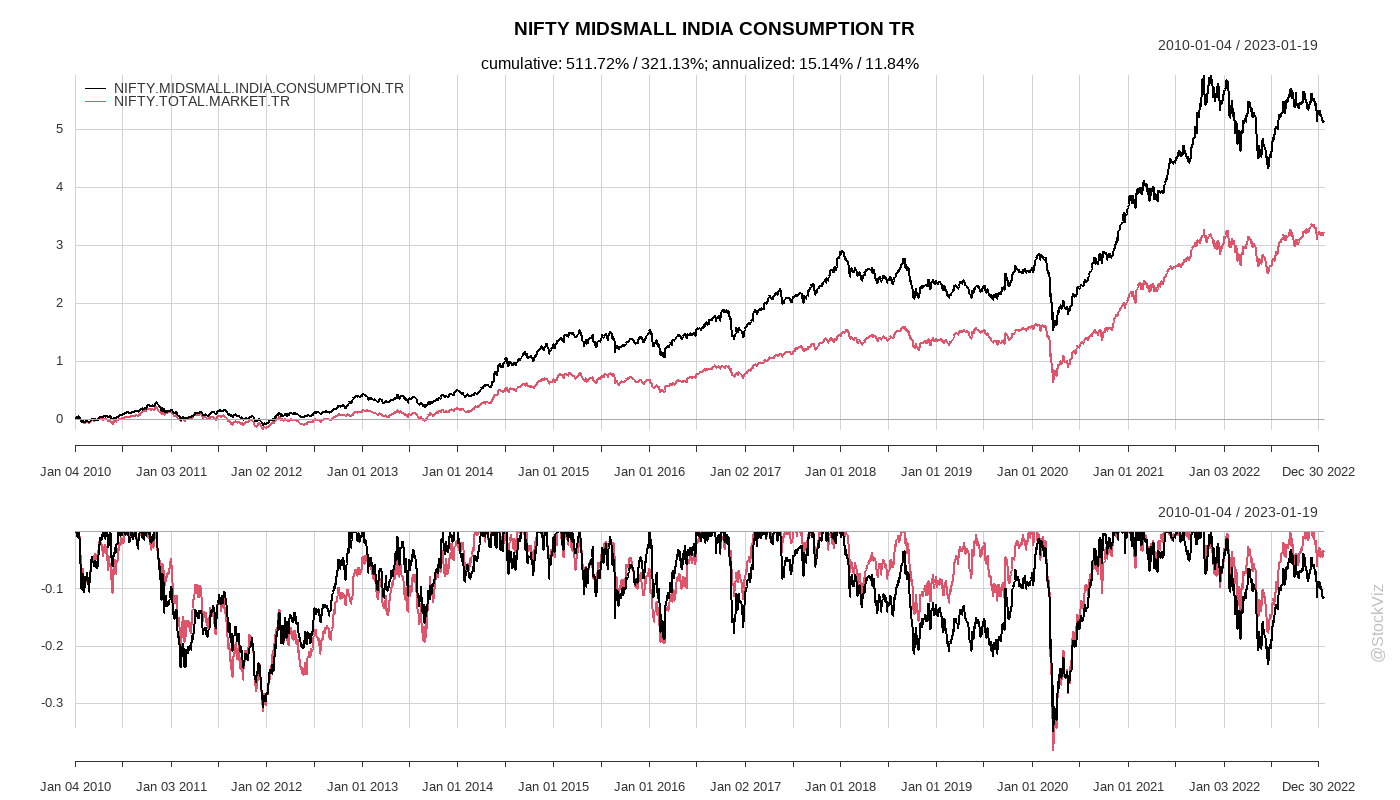 NIFTY MIDSMALL INDIA CONSUMPTION TR
2010-01-04 / 2023-01-19
cumulative: 511.72% / 321.13%; annualized: 15.14% / 11.84%
NIFTY.MIDSMALL.INDIA.CONSUMPTION.TR
NIFTY.TOTAL.MARKET.TR
5
4
3
2
1
0
Jan 04 2010 Jan 03 2011 Jan 02 2012 Jan 01 2013 Jan 01 2014 Jan 01 2015 Jan 01 2016 Jan 02 2017 Jan 01 2018 Jan 01 2019 Jan 01 2020 Jan 01 2021 Jan 03 2022 Dec 30 2022
2010-01-04 / 2023-01-19
-0.1
-0.2
-0.3
Jan 04 2010 Jan 03 2011 Jan 02 2012 Jan 01 2013 Jan 01 2014 Jan 01 2015 Jan 01 2016 Jan 02 2017 Jan 01 2018 Jan 01 2019 Jan 01 2020 Jan 01 2021 Jan 03 2022 Dec 30 2022
@StockViz